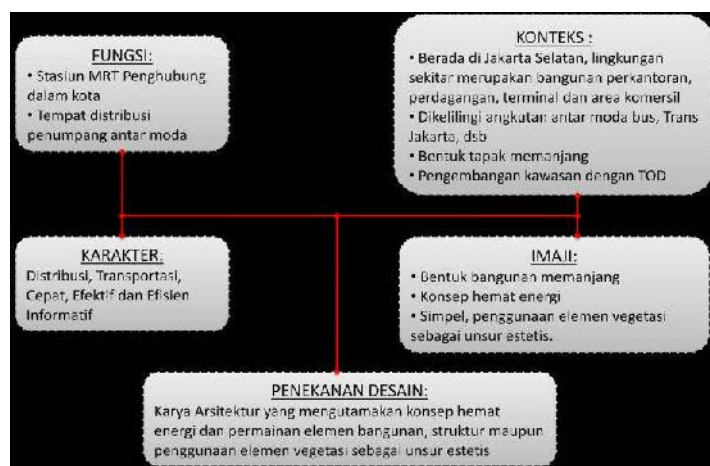 FUNGSI:
• Stasiun MRT Penghubung
dalam kota
• Tempat distribusi
penumpang antar moda
KONTEKS :
• Berada di Jakarta Selatan, lingkungan
sekitar merupakan bangunan perkantoran,
perdagangan, terminal dan area komersil
• Dikelilingi angkutan antar moda bus, Trans
Jakarta, dsb
• Bentuk tapak memanjang
• Pengembangan kawasan dengan TOD
KARAKTER:
Distribusi, Transportasi,
Cepat, Efektif dan Efisien
Informatif
IMAJI:
• Bentuk bangunan memanjang
• Konsep hemat energi
• Simpel, penggunaan elemen vegetasi
sebagai unsur estetis.
PENEKANAN DESAIN:
Karya Arsitektur yang mengutamakan konsep hemat
energi dan permainan elemen bangunan, struktur maupun
penggunaan elemen vegetasi sebagai unsur estetis